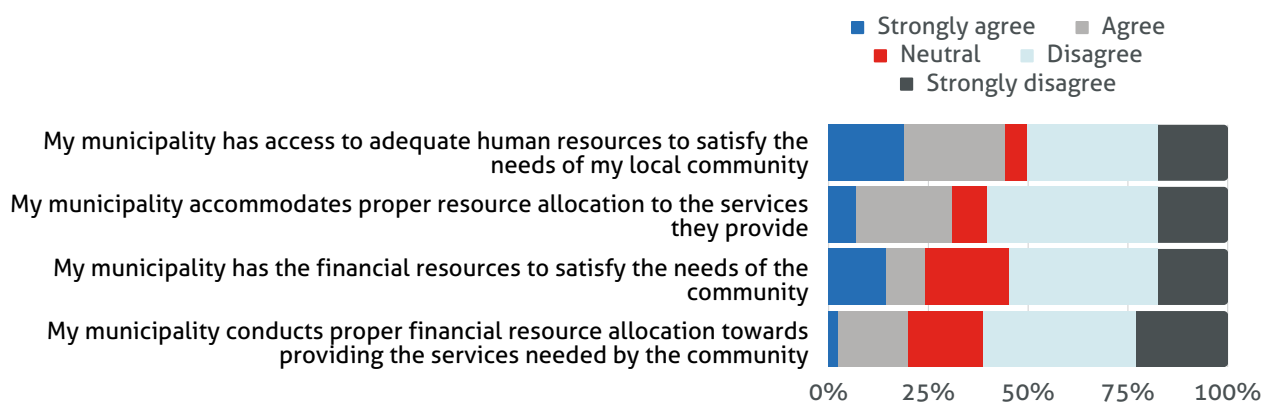 Strongly agree Agree
Neutral Disagree
Strongly disagree
My municipality has access to adequate human resources to satisfy the
needs of my local community
My municipality accommodates proper resource allocation to the services
they provide
My municipality has the financial resources to satisfy the needs of the
community
My municipality conducts proper financial resource allocation towards
providing the services needed by the community
0% 25% 50% 75% 100%